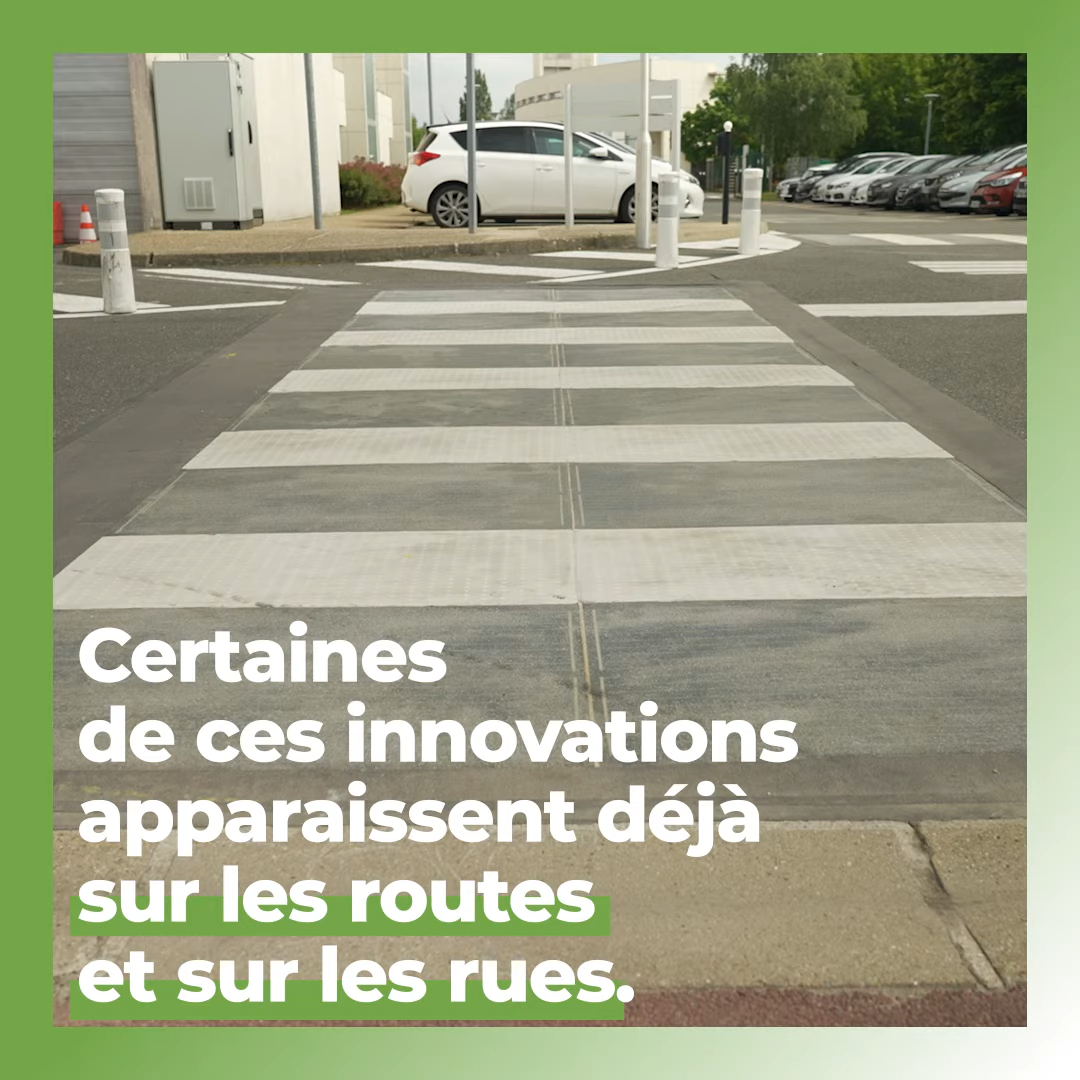 Certaines
de ces innovations
apparaissent déjà
sur les routes
et sur les rues.